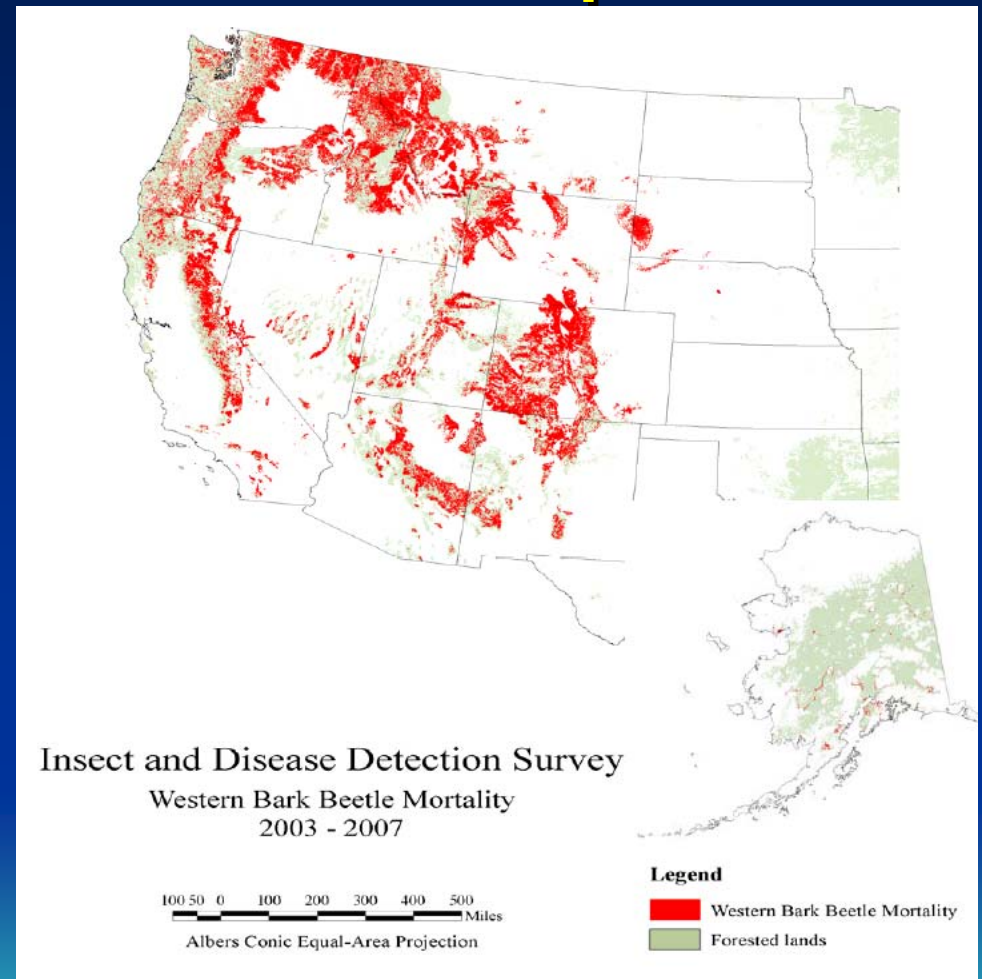 Insect and Disease Detection Survey
Western Bark Beetle Mortality
2003 - 2007
100 50 0 100 200 300 400 500
Miles
Albers Conic Equal-Area Projection
Legend
Western Bark Beetle Mortality
Forested lands